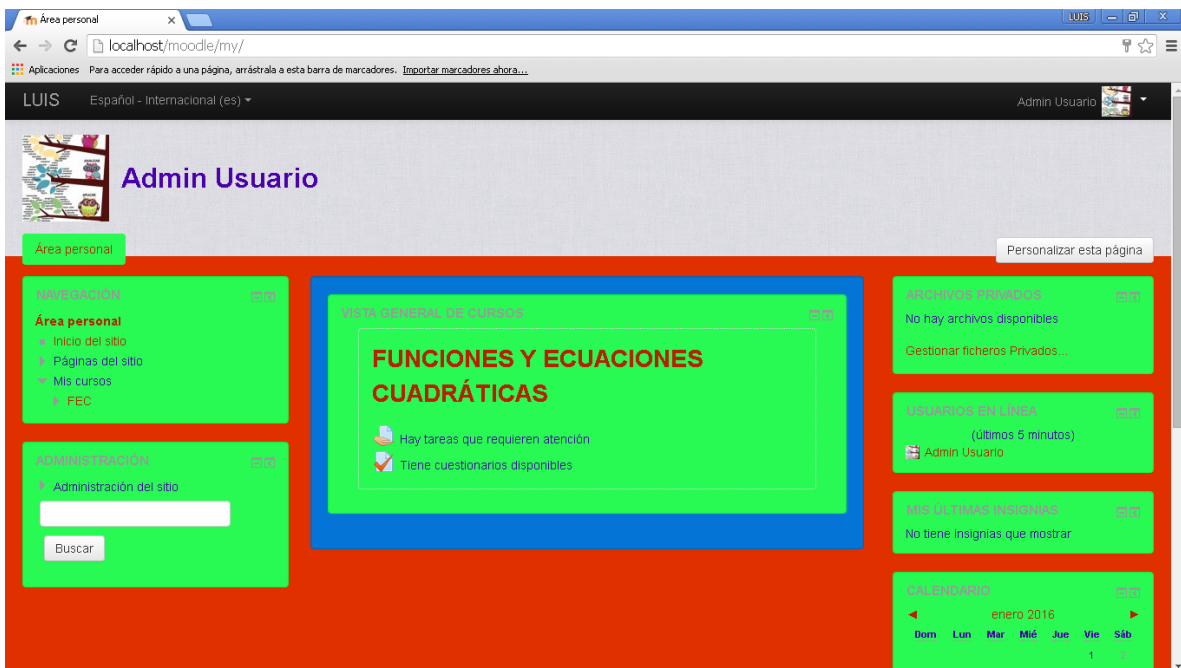 Área personal
LUIS
localhost/moodle/my/
Aplicaciones Para acceder rápido a una página, arrástrala a esta barra de marcadores. Importar marcadores ahora...
LUIS Español - Internacional (es) Admin Usuario
Admin Usuario
Área personal
Personalizar esta página
NAVEGACIÓN
Área personal
Inicio del sitio
Páginas del sitio
Mis cursos
FEC
ADMINISTRACIÓN
Administración del sitio
Buscar
VISTA GENERAL DE CURSOS
FUNCIONES Y ECUACIONES
CUADRÁTICAS
Hay tareas que requieren atención
Tiene cuestionarios disponibles
ARCHIVOS PRIVADOS
No hay archivos disponibles
Gestionar ficheros Privados...
USUARIOS EN LÍNEA
(últimos 5 minutos)
Admin Usuario
MIS ÚLTIMAS INSIGNIAS
No tiene insignias que mostrar
CALENDARIO
enero 2016
Dom Lun Mar Mié Jue Vie Sáb
1 2